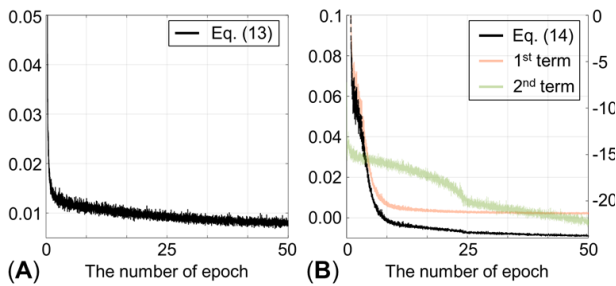 0.05
0.04
0.03
0.02
0.01
0
25
50
Eq. (13)
The number of epoch
(A)
0.1
0.08
0.06
0.04
0.02
0.00
0
25
50
0
-5
-10
-15
-20
Eq. (14)
1st term
2nd term
The number of epoch
(B)